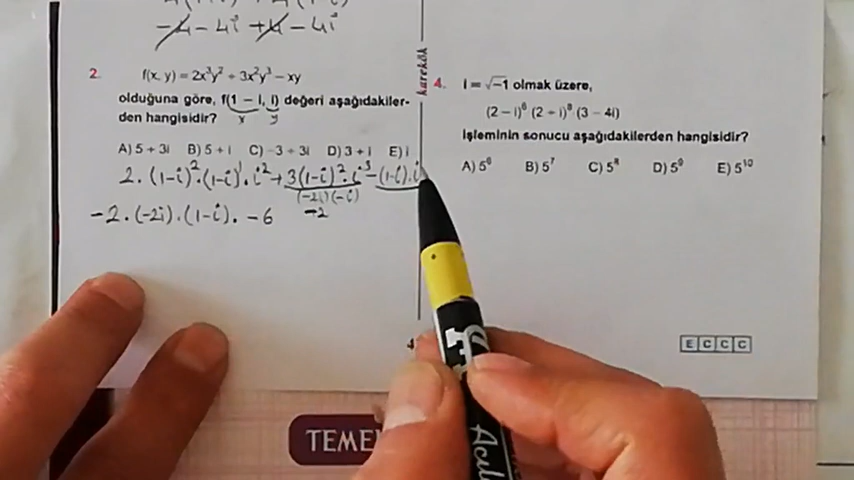 -4 - 4i + 4 - 4i
2.
f(x, y) = 2x³y² + 3x²y³ – xy
olduğuna göre, f(1 – i, i) değeri aşağıdakiler-
x y
den hangisidir?
A) 5 + 3i B) 5 + i C) –3 + 3i D) 3 + i E) i
2 . (1-i)² . (1-i)¹ . i² + 3(1-i)² . i³ - (1-i) . i
(-2i)(-i)
-2 . (-2i) . (1-i) . - 6 -2
karekök
4. i = √–1 olmak üzere,
(2 – i)⁶ (2 + i)⁸ (3 – 4i)
işleminin sonucu aşağıdakilerden hangisidir?
A) 5⁶ B) 5⁷ C) 5⁸ D) 5⁹ E) 5¹⁰
E C C C
4
TEME
Acıl